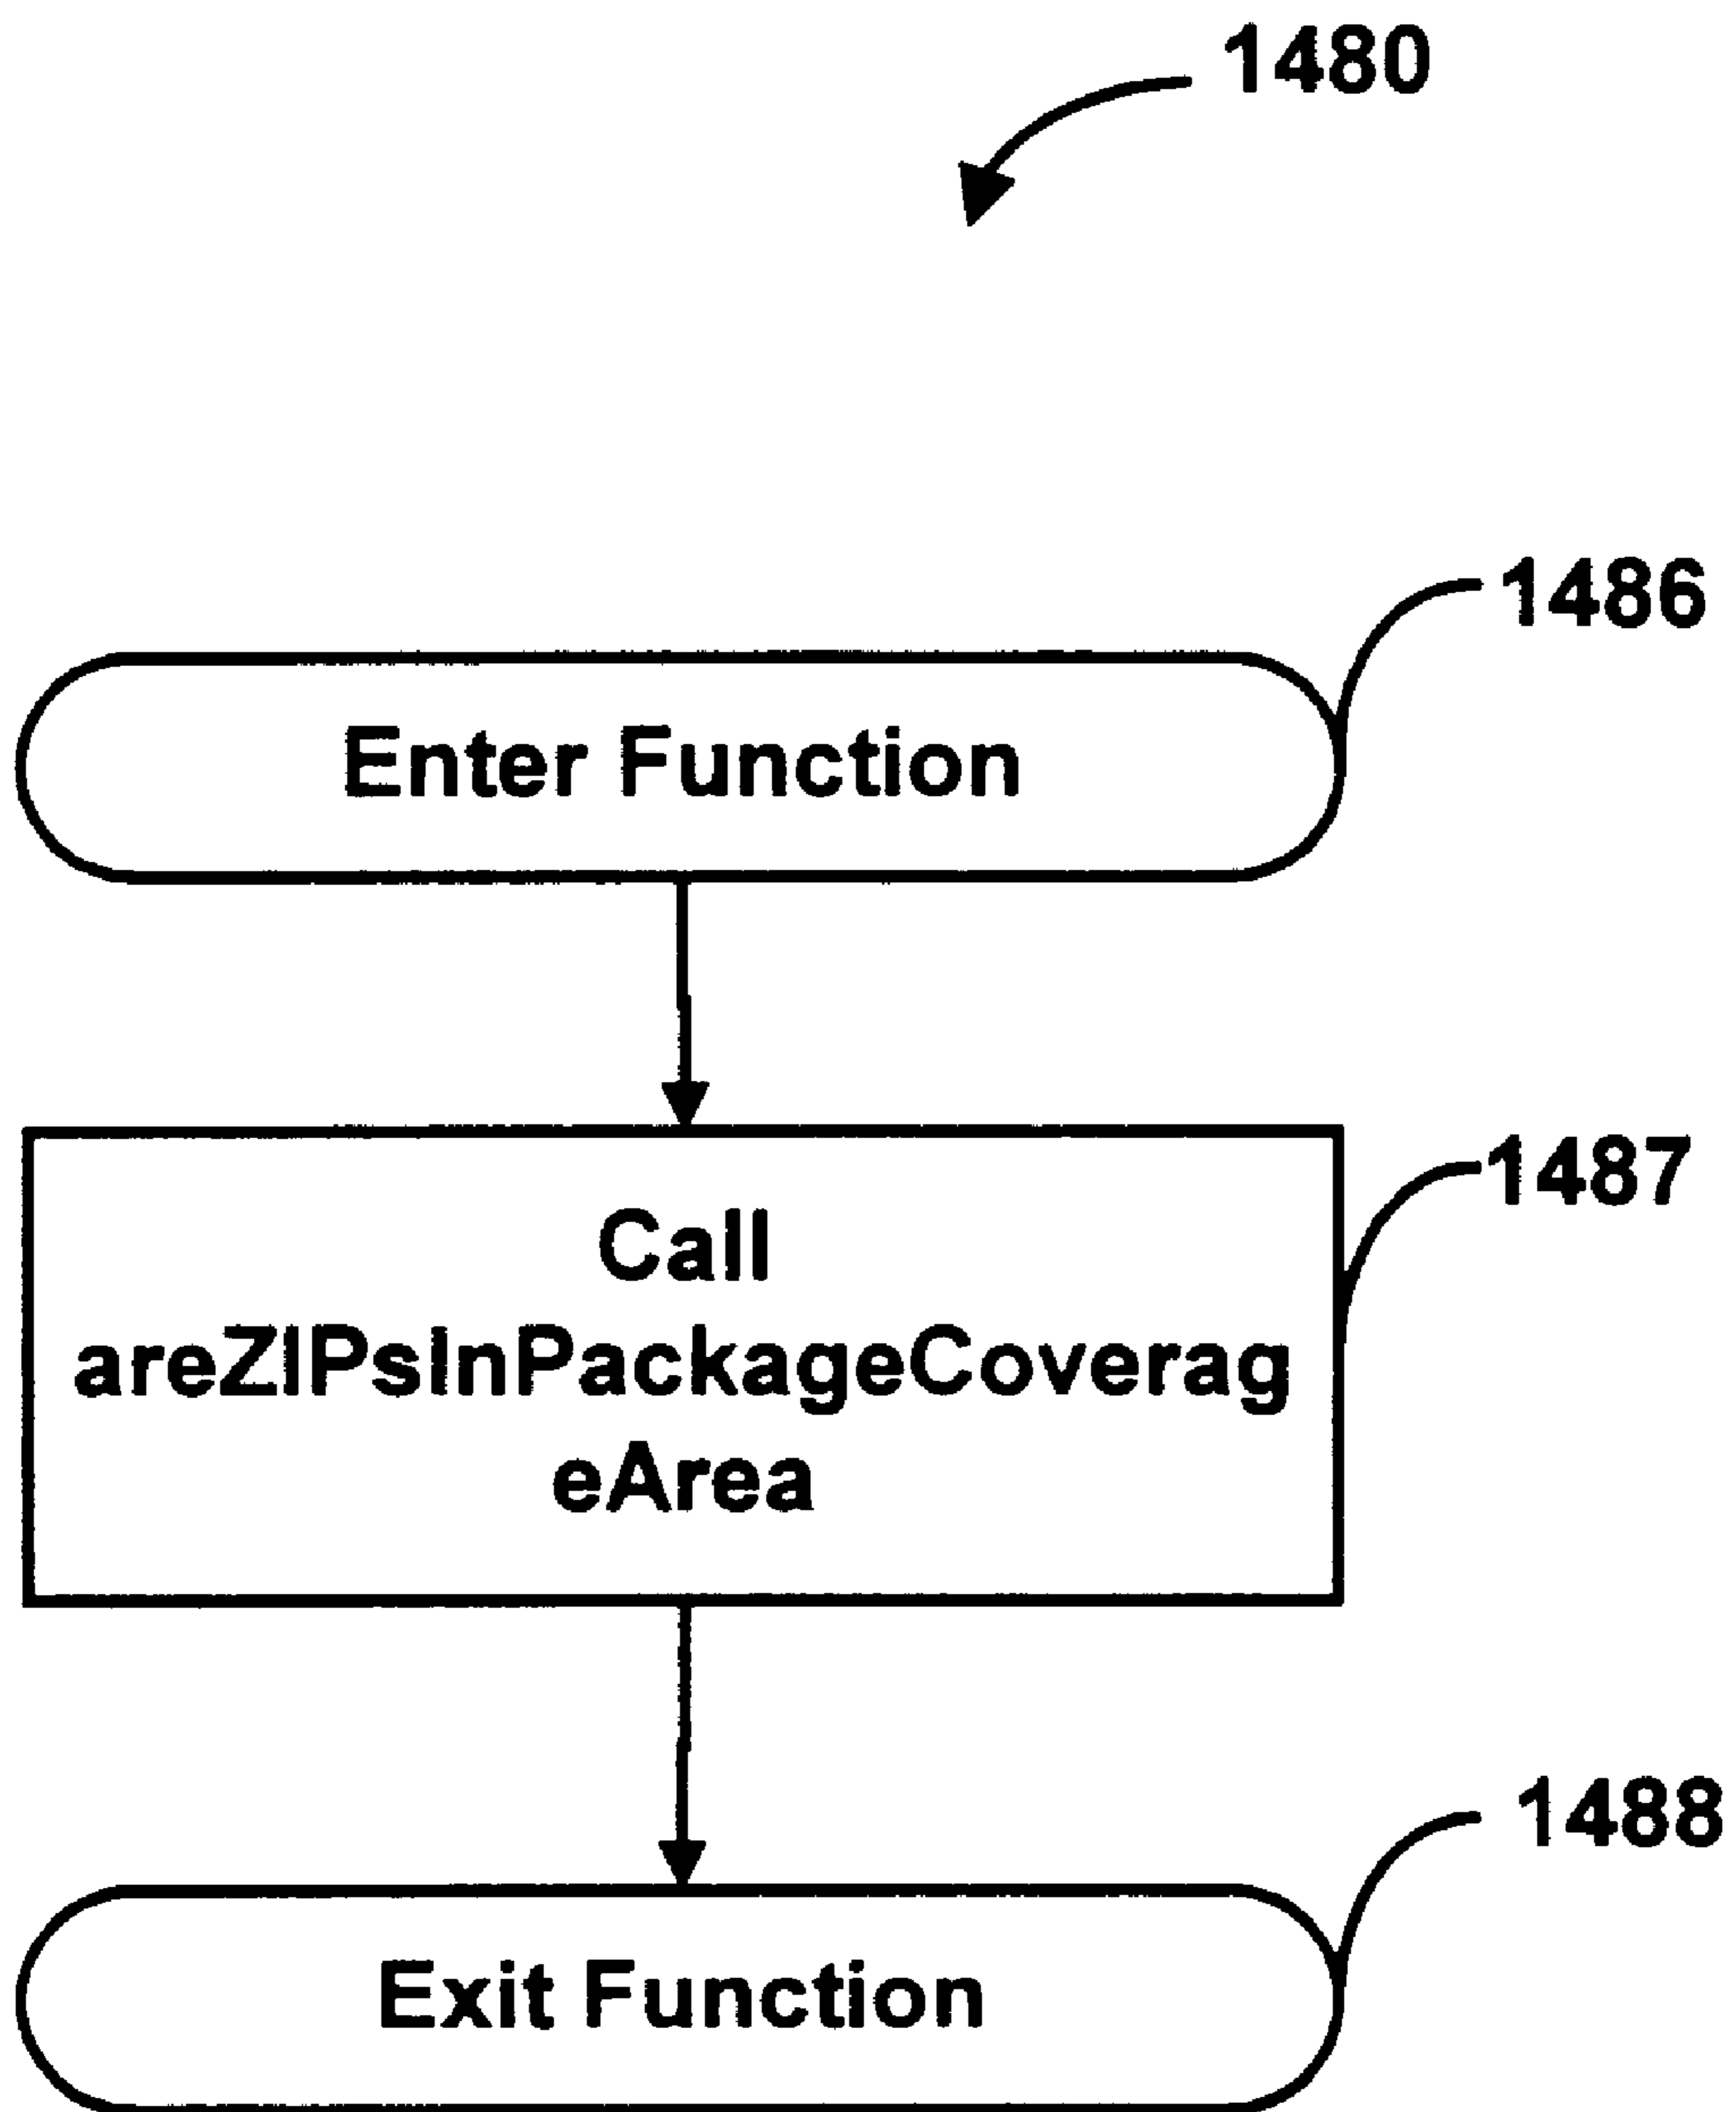 1480
1486
Enter Function
1487
Call
areZIPsInPackageCoverag
eArea
1488
Exit Function